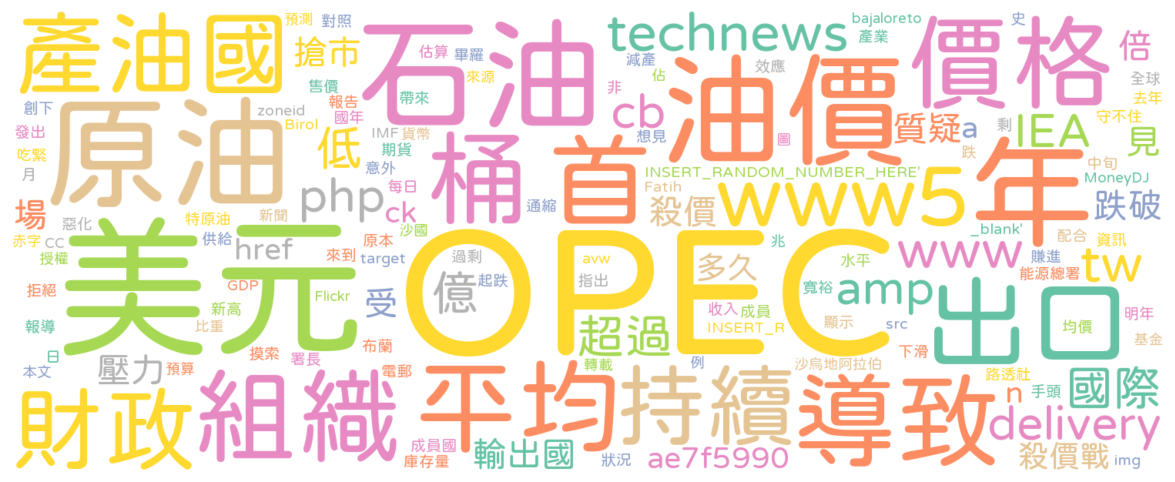 產油國
預測
對照
搶市
石油
估算
畢羅
來源
technews
bajaloreto
產業
史
價格
倍
減產
佔
效應
全球
去年
守不住
創下
zoneid
售價
報告
國年
Birol
帶來
非
cb
想見
油價
質疑
a
剩
IEA
見
發出
吃緊
月
原油
低
IMF
貨幣
期貨
意外
桶
首
圖
跌
年
中旬
MoneyDJ
INSERT_RANDOM_NUMBER_HERE'
Fatih
殺價
www5
跌破
場
惡化
特原油
新聞
php
每日
ck
沙國
通縮
兆
_blank'
配合
資訊
赤字
CC
授權
供給
href
來到
原本
target
過剩
起跌
avw
指出
多久
水平
寬裕
www
賺進
能源總署
tw
拒絕
美元
GDP
Flickr
新高
比重
受
億
OPEC
收入
成員
INSERT_R
amp
顯示
src
出口
均價
明年
基金
報導
日
本文
壓力
預算
摸索
署長
布蘭
電郵
超過
轉載
例
沙烏地阿拉伯
下滑
路透社
手頭
國際
財政
組織
平均
成員國
庫存量
輸出國
狀況
持續
ae7f5990
導致
n
delivery
殺價戰
img